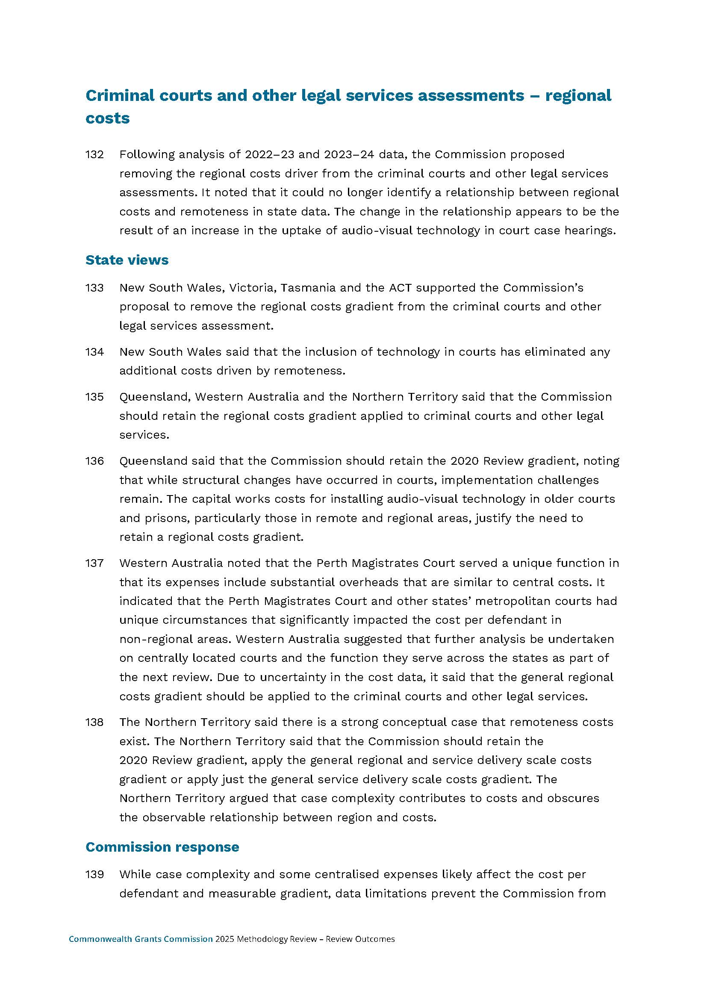 Criminal courts and other legal services assessments – regional
costs
132 Following analysis of 2022–23 and 2023–24 data, the Commission proposed
removing the regional costs driver from the criminal courts and other legal services
assessments. It noted that it could no longer identify a relationship between regional
costs and remoteness in state data. The change in the relationship appears to be the
result of an increase in the uptake of audio-visual technology in court case hearings.
State views
133 New South Wales, Victoria, Tasmania and the ACT supported the Commission’s
proposal to remove the regional costs gradient from the criminal courts and other
legal services assessment.
134 New South Wales said that the inclusion of technology in courts has eliminated any
additional costs driven by remoteness.
135 Queensland, Western Australia and the Northern Territory said that the Commission
should retain the regional costs gradient applied to criminal courts and other legal
services.
136 Queensland said that the Commission should retain the 2020 Review gradient, noting
that while structural changes have occurred in courts, implementation challenges
remain. The capital works costs for installing audio-visual technology in older courts
and prisons, particularly those in remote and regional areas, justify the need to
retain a regional costs gradient.
137 Western Australia noted that the Perth Magistrates Court served a unique function in
that its expenses include substantial overheads that are similar to central costs. It
indicated that the Perth Magistrates Court and other states’ metropolitan courts had
unique circumstances that significantly impacted the cost per defendant in
non-regional areas. Western Australia suggested that further analysis be undertaken
on centrally located courts and the function they serve across the states as part of
the next review. Due to uncertainty in the cost data, it said that the general regional
costs gradient should be applied to the criminal courts and other legal services.
138 The Northern Territory said there is a strong conceptual case that remoteness costs
exist. The Northern Territory said that the Commission should retain the
2020 Review gradient, apply the general regional and service delivery scale costs
gradient or apply just the general service delivery scale costs gradient. The
Northern Territory argued that case complexity contributes to costs and obscures
the observable relationship between region and costs.
Commission response
139 While case complexity and some centralised expenses likely affect the cost per
defendant and measurable gradient, data limitations prevent the Commission from
Commonwealth Grants Commission 2025 Methodology Review – Review Outcomes